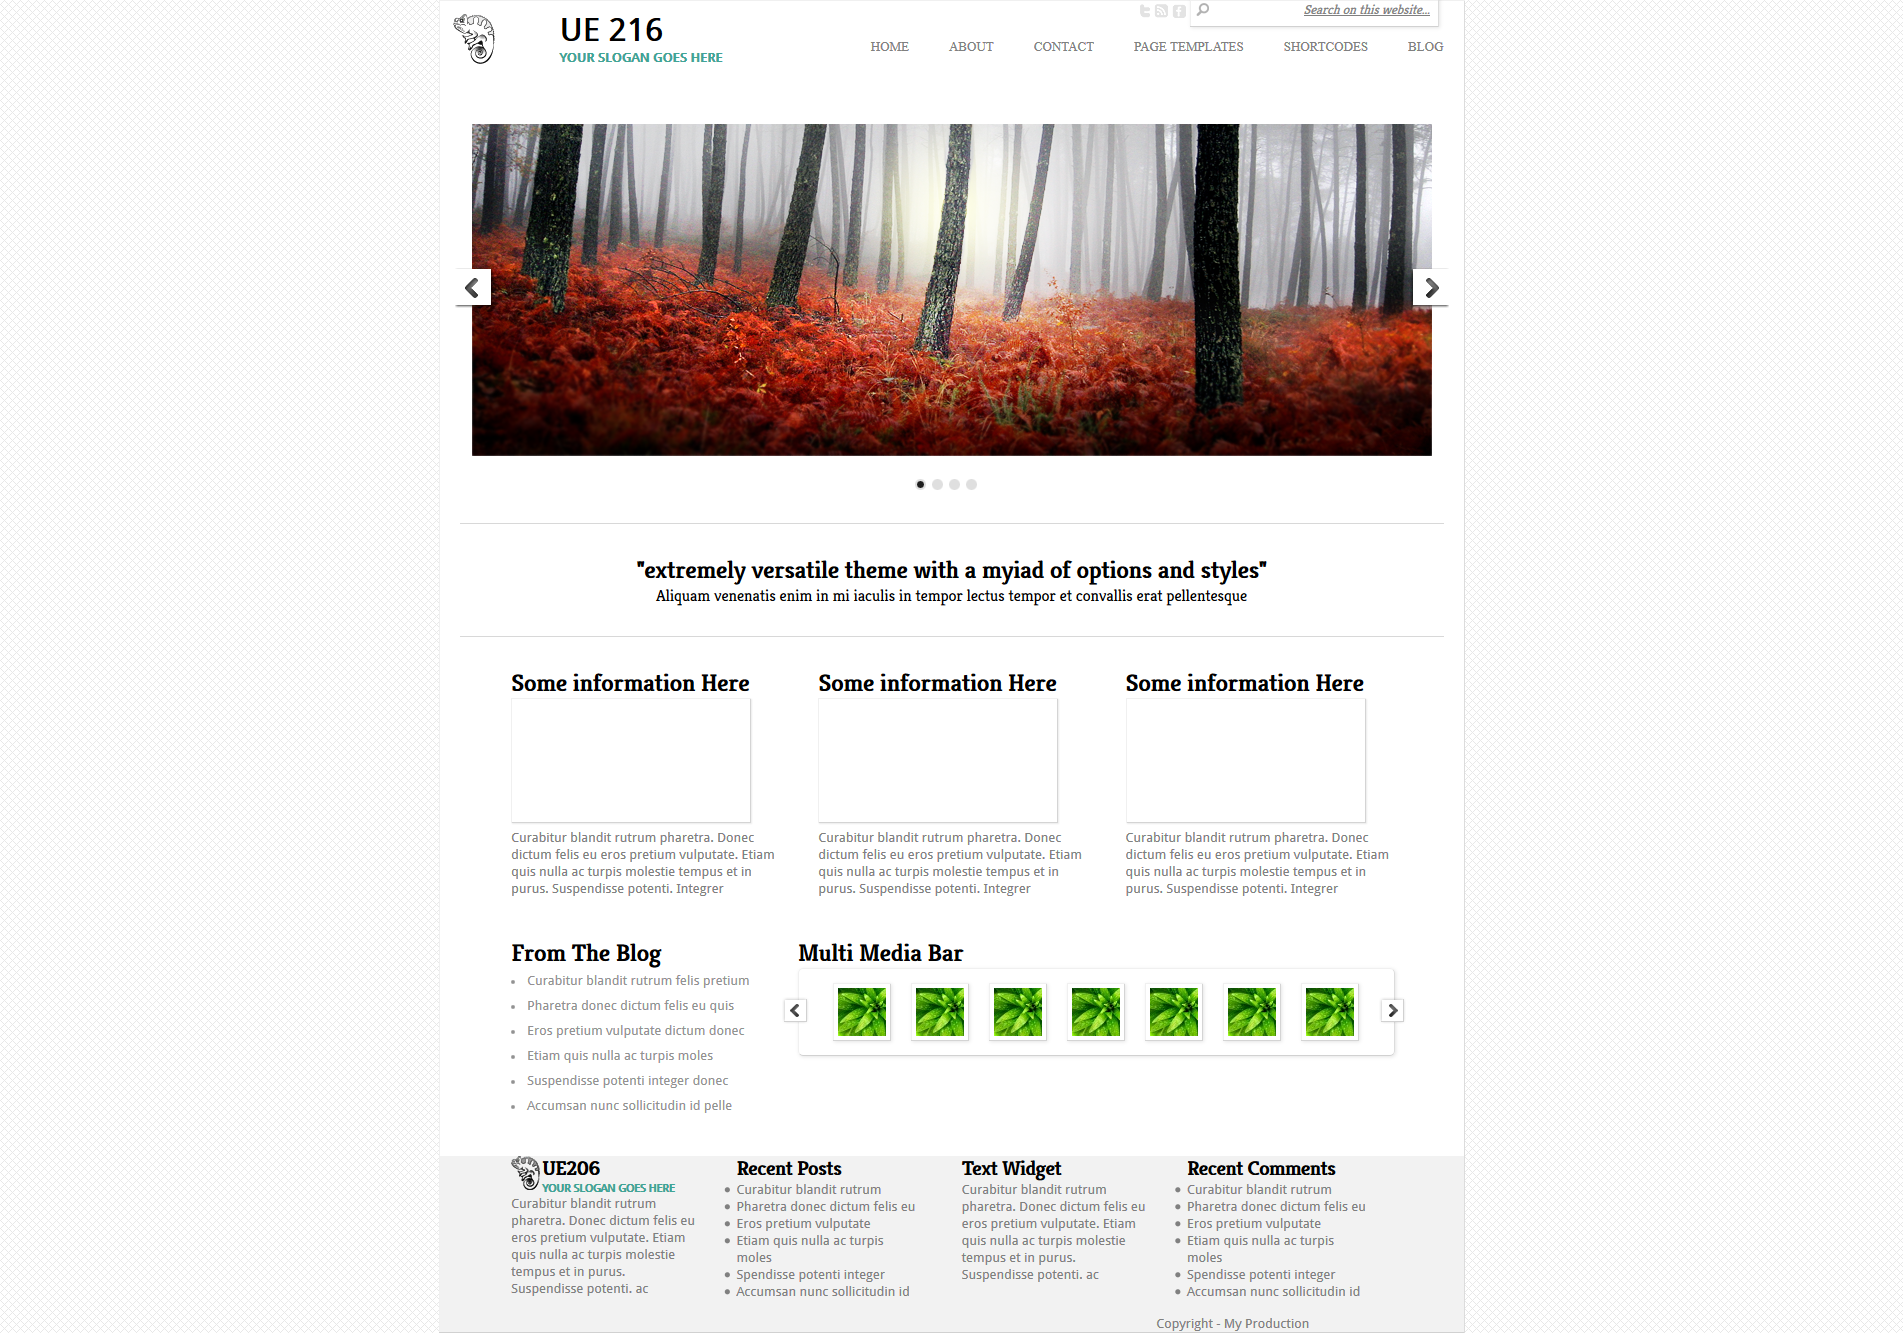 UE 216
YOUR SLOGAN GOES HERE
Search on this website...
HOME ABOUT CONTACT PAGE TEMPLATES SHORTCODES BLOG
"extremely versatile theme with a myiad of options and styles"
Aliquam venenatis enim in mi iaculis in tempor lectus tempor et convallis erat pellentesque
Some information Here
Curabitur blandit rutrum pharetra. Donec
dictum felis eu eros pretium vulputate. Etiam
quis nulla ac turpis molestie tempus et in
purus. Suspendisse potenti. Integrer
Some information Here
Curabitur blandit rutrum pharetra. Donec
dictum felis eu eros pretium vulputate. Etiam
quis nulla ac turpis molestie tempus et in
purus. Suspendisse potenti. Integrer
Some information Here
Curabitur blandit rutrum pharetra. Donec
dictum felis eu eros pretium vulputate. Etiam
quis nulla ac turpis molestie tempus et in
purus. Suspendisse potenti. Integrer
From The Blog
Curabitur blandit rutrum felis pretium
Pharetra donec dictum felis eu quis
Eros pretium vulputate dictum donec
Etiam quis nulla ac turpis moles
Suspendisse potenti integer donec
Accumsan nunc sollicitudin id pelle
Multi Media Bar
UE206
YOUR SLOGAN GOES HERE
Curabitur blandit rutrum
pharetra. Donec dictum felis eu
eros pretium vulputate. Etiam
quis nulla ac turpis molestie
tempus et in purus.
Suspendisse potenti. ac
Recent Posts
Curabitur blandit rutrum
Pharetra donec dictum felis eu
Eros pretium vulputate
Etiam quis nulla ac turpis
moles
Spendisse potenti integer
Accumsan nunc sollicitudin id
Text Widget
Curabitur blandit rutrum
pharetra. Donec dictum felis eu
eros pretium vulputate. Etiam
quis nulla ac turpis molestie
tempus et in purus.
Suspendisse potenti. ac
Recent Comments
Curabitur blandit rutrum
Pharetra donec dictum felis eu
Eros pretium vulputate
Etiam quis nulla ac turpis
moles
Spendisse potenti integer
Accumsan nunc sollicitudin id
Copyright - My Production